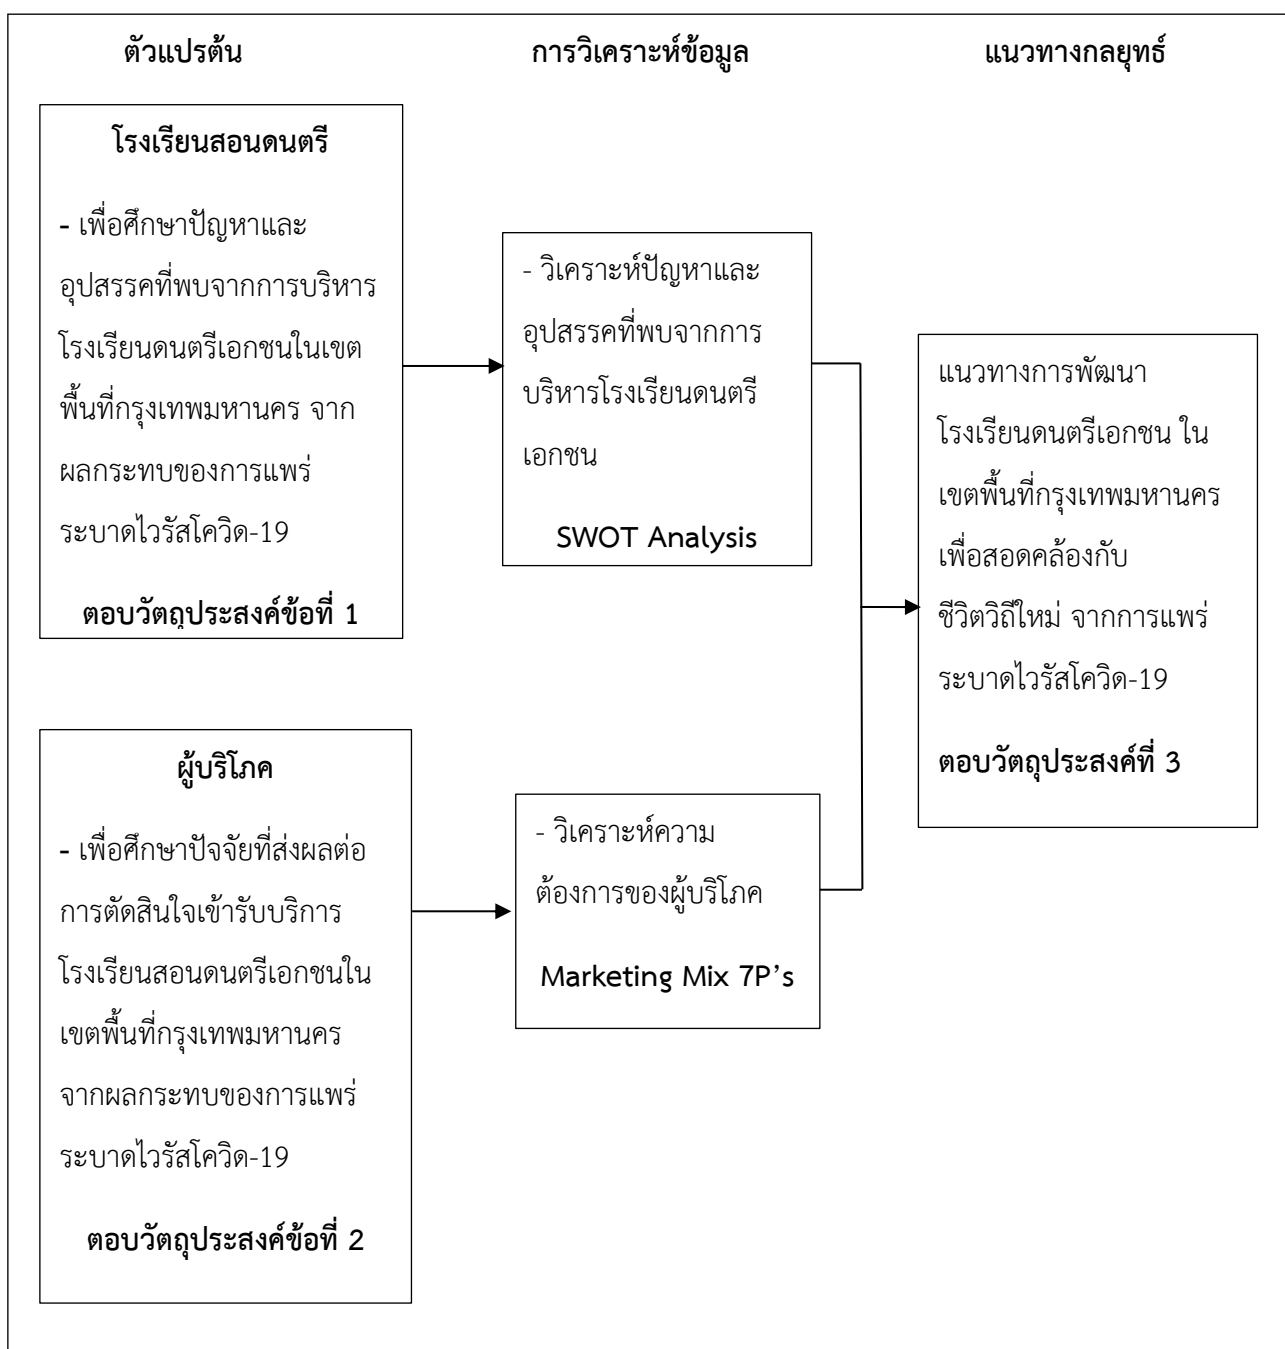 ตัวแปรต้น
การวิเคราะห์ข้อมูล
แนวทางกลยุทธ์
โรงเรียนสอนดนตรี
- เพื่อศึกษาปัญหาและ
อุปสรรคที่พบจากการบริหาร
โรงเรียนดนตรีเอกชนในเขต
พื้นที่กรุงเทพมหานคร จาก
ผลกระทบของการแพร่
ระบาดไวรัสโควิด-19
ตอบวัตถุประสงค์ข้อที่ 1
- วิเคราะห์ปัญหาและ
อุปสรรคที่พบจากการ
บริหารโรงเรียนดนตรี
เอกชน
SWOT Analysis
แนวทางการพัฒนา
โรงเรียนดนตรีเอกชน ใน
เขตพื้นที่กรุงเทพมหานคร
เพื่อสอดคล้องกับ
ชีวิตวิถีใหม่ จากการแพร่
ระบาดไวรัสโควิด-19
ตอบวัตถุประสงค์ที่ 3
ผู้บริโภค
- เพื่อศึกษาปัจจัยที่ส่งผลต่อ
การตัดสินใจเข้ารับบริการ
โรงเรียนสอนดนตรีเอกชนใน
เขตพื้นที่กรุงเทพมหานคร
จากผลกระทบของการแพร่
ระบาดไวรัสโควิด-19
ตอบวัตถุประสงค์ข้อที่ 2
- วิเคราะห์ความ
ต้องการของผู้บริโภค
Marketing Mix 7P’s